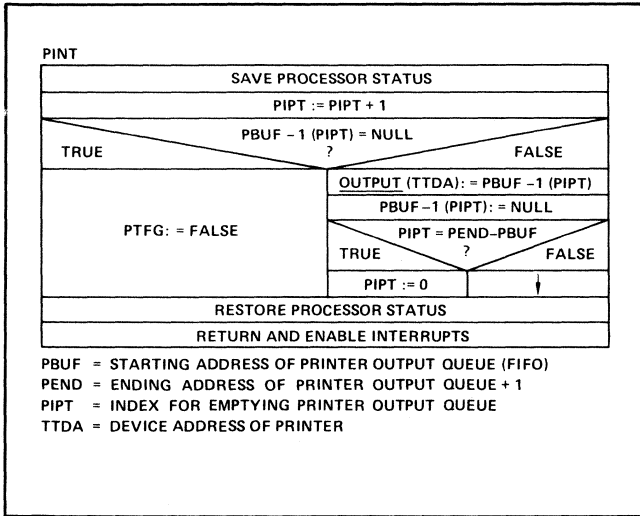 PINT
SAVE PROCESSOR STATUS
PIPT := PIPT + 1
PBUF -1 (PIPT) = NULL
?
TRUE FALSE
OUTPUT (TTDA): = PBUF -1 (PIPT)
PBUF-1 (PIPT): = NULL
PTFG: = FALSE
PIPT = PEND-PBUF
?
TRUE FALSE
PIPT := 0
RESTORE PROCESSOR STATUS
RETURN AND ENABLE INTERRUPTS
PBUF = STARTING ADDRESS OF PRINTER OUTPUT QUEUE (FIFO)
PEND = ENDING ADDRESS OF PRINTER OUTPUT QUEUE + 1
PIPT = INDEX FOR EMPTYING PRINTER OUTPUT QUEUE
TTDA = DEVICE ADDRESS OF PRINTER